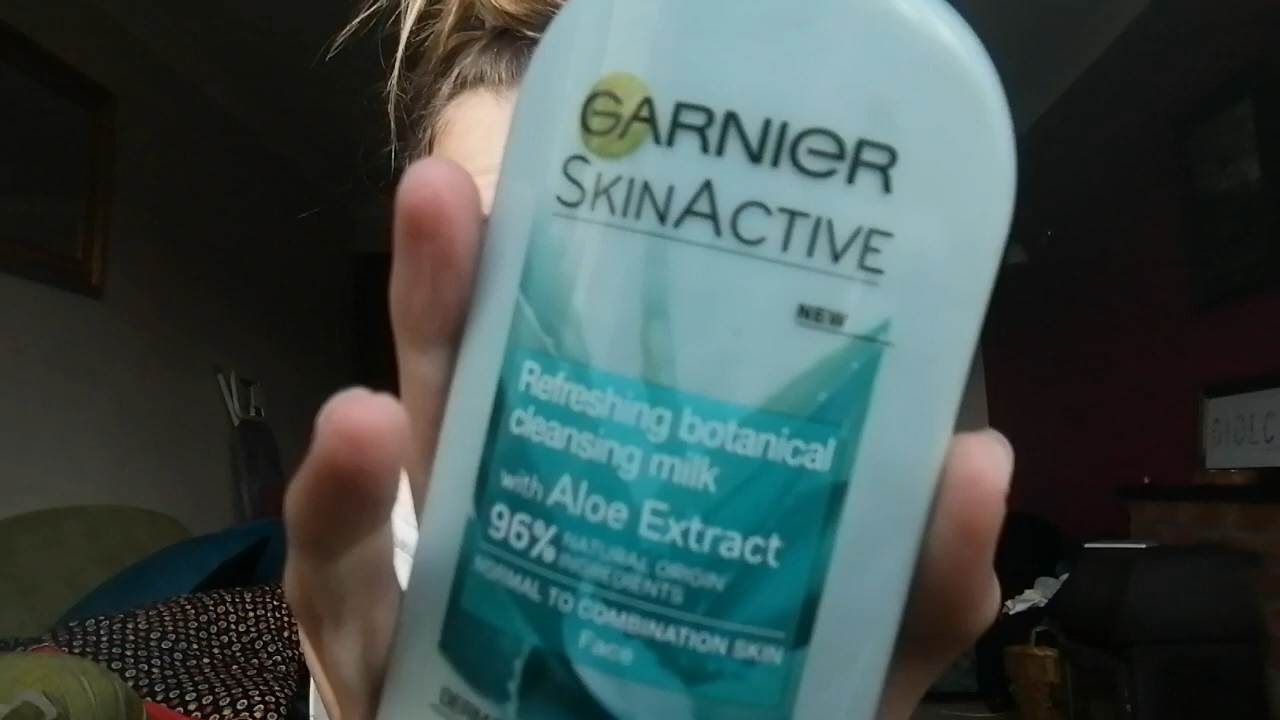 GARNIER
SKINACTIVE
NEW
Refreshing botanical
cleansing milk
with Aloe Extract
96% NATURAL ORIGIN
INGREDIENTS
NORMAL TO COMBINATION SKIN
Face